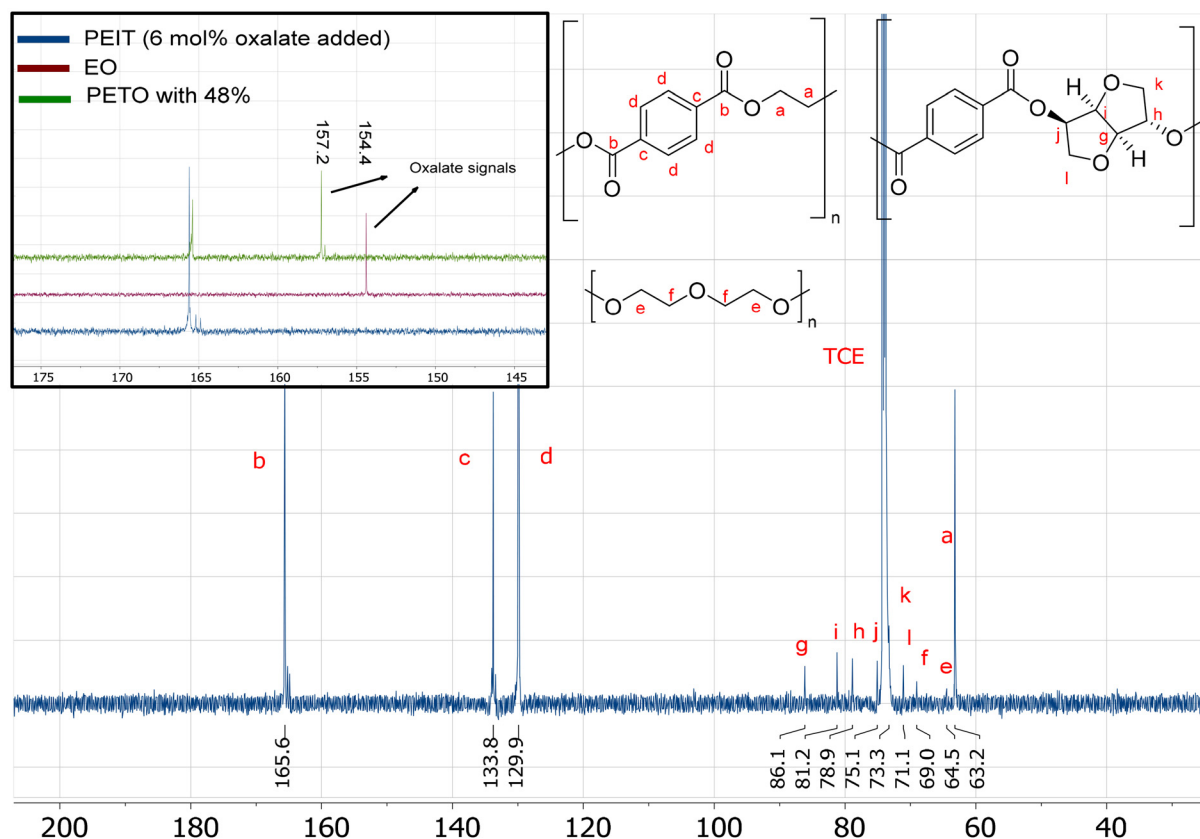 PEIT (6 mol% oxalate added)
EO
PETO with 48%
157.2
154.4
Oxalate signals
175 170 165 160 155 150 145
O
d
d
c
b
O
a
a
b
O
c
d
d
O
n
O
O
H
O
k
i
h
j
g
O
H
O
l
O
n
O
e
f
O
f
e
O
n
TCE
b
c
d
a
k
g
i
h
j
l
f
e
165.6
133.8
129.9
86.1
81.2
78.9
75.1
73.3
71.1
69.0
64.5
63.2
200 180 160 140 120 100 80 60 40